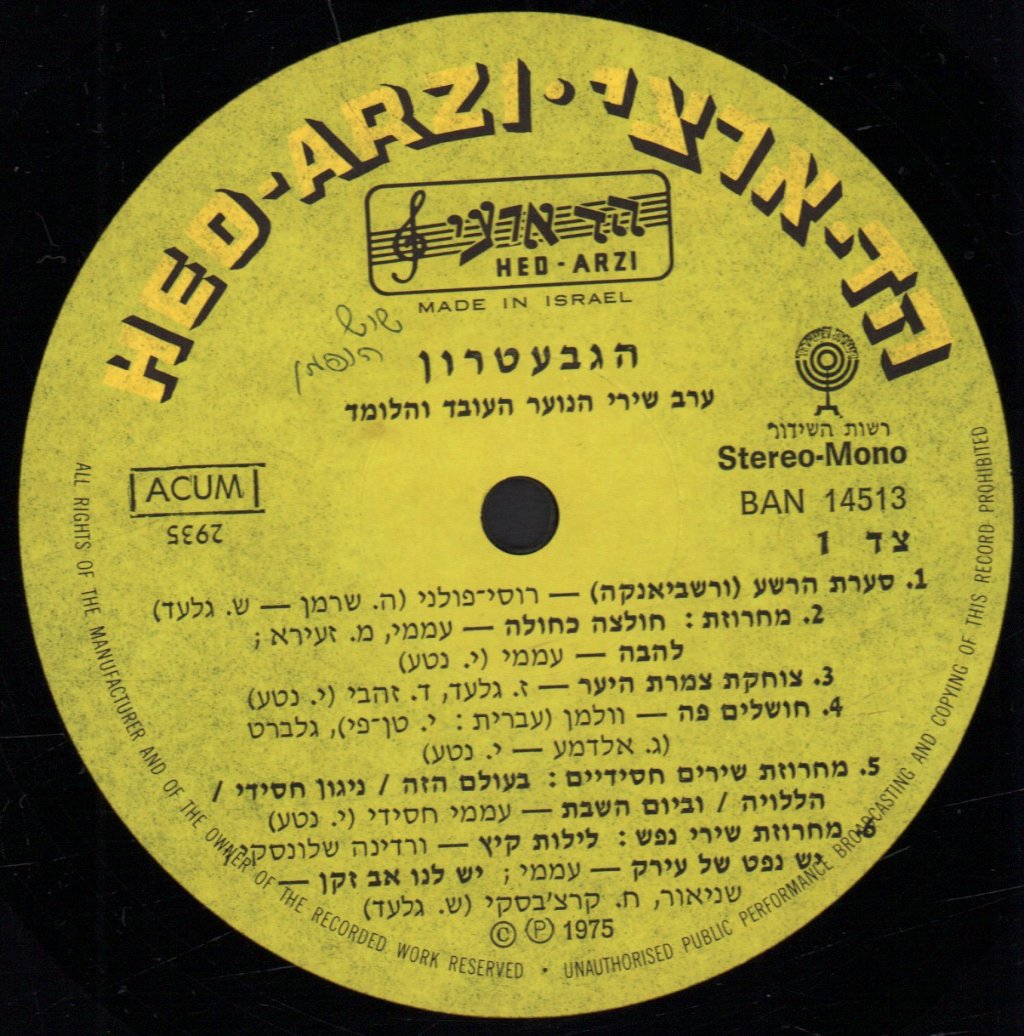 HED-ARZI · הד-ארצי
הד ארצי
HED-ARZI
MADE IN ISRAEL
שוש
הופמן
הגבעטרון
ערב שירי הנוער העובד והלומד
רשות השידור
Stereo-Mono
ACUM
BAN 14513
2935
צד 1
1. סערת הרשע (ורשביאנקה) — רוסי־פולני (ה. שרמן — ש. גלעד)
2. מחרוזת: חולצה כחולה — עממי, מ. זעירא;
להבה — עממי (י. נטע)
3. צוחקת צמרת היער — ז. גלעד, ד. זהבי (י. נטע)
4. חושלים פה — וולמן (עברית: י. טן־פי), גלברט
(ג. אלדמע — י. נטע)
5. מחרוזת שירים חסידיים: בעולם הזה / ניגון חסידי /
הללויה / וביום השבת — עממי חסידי (י. נטע)
6. מחרוזת שירי נפש: לילות קיץ — ורדינה שלונסקי;
יש נפט של עירק — עממי; יש לנו אב זקן —
שניאור, ח. קרצ'בסקי (ש. גלעד)
© ℗ 1975
ALL RIGHTS OF THE MANUFACTURER AND OF THE OWNER OF THE RECORDED WORK RESERVED · UNAUTHORISED PUBLIC PERFORMANCE BROADCASTING AND COPYING OF THIS RECORD PROHIBITED